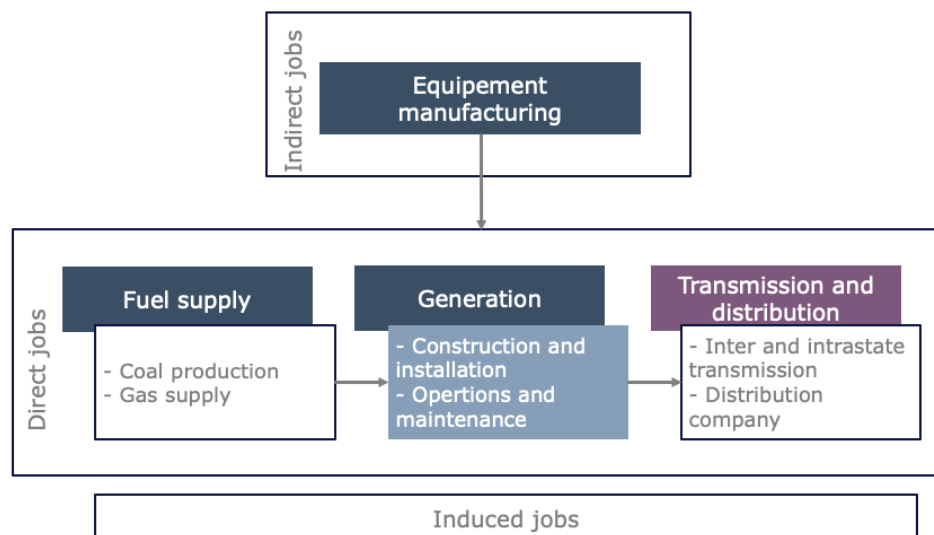 Indirect jobs
Equipement
manufacturing
Direct jobs
Fuel supply
- Coal production
- Gas supply
Generation
- Construction and
installation
- Opertions and
maintenance
Transmission and
distribution
- Inter and intrastate
transmission
- Distribution
company
Induced jobs